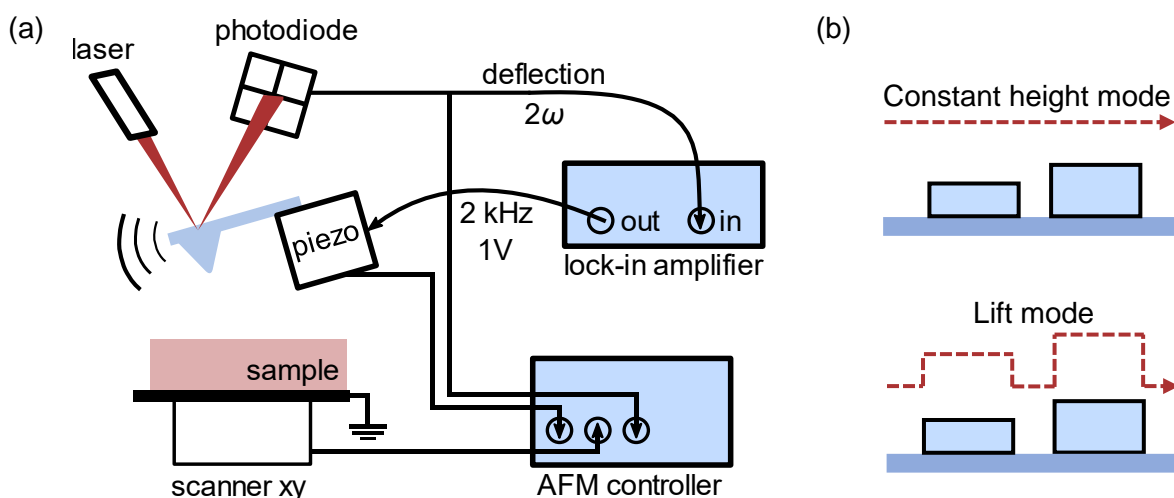 (a)
laser
photodiode
deflection
2ω
piezo
2 kHz
1V
out
in
lock-in amplifier
sample
scanner xy
AFM controller
(b)
Constant height mode
Lift mode